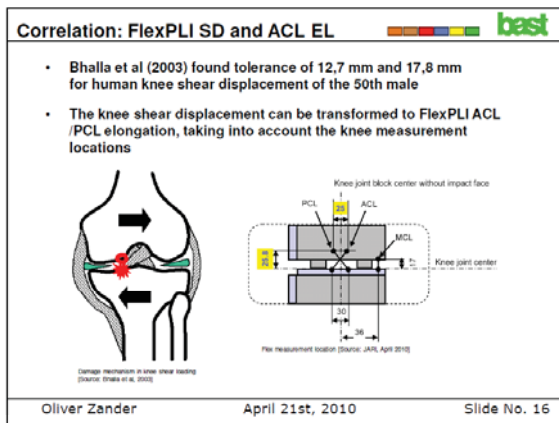 Correlation: FlexPLI SD and ACL EL
bast
• Bhalla et al (2003) found tolerance of 12,7 mm and 17,8 mm
for human knee shear displacement of the 50th male
• The knee shear displacement can be transformed to FlexPLI ACL
/PCL elongation, taking into account the knee measurement
locations
Knee joint block center without impact face
PCL
25
ACL
MCL
25.8
17
Knee joint center
30
36
Flex measurement location [Source: JARI, April 2010]
Damage mechanism in knee shear loading
[Source: Bhalla et al, 2003]
Oliver Zander
April 21st, 2010
Slide No. 16